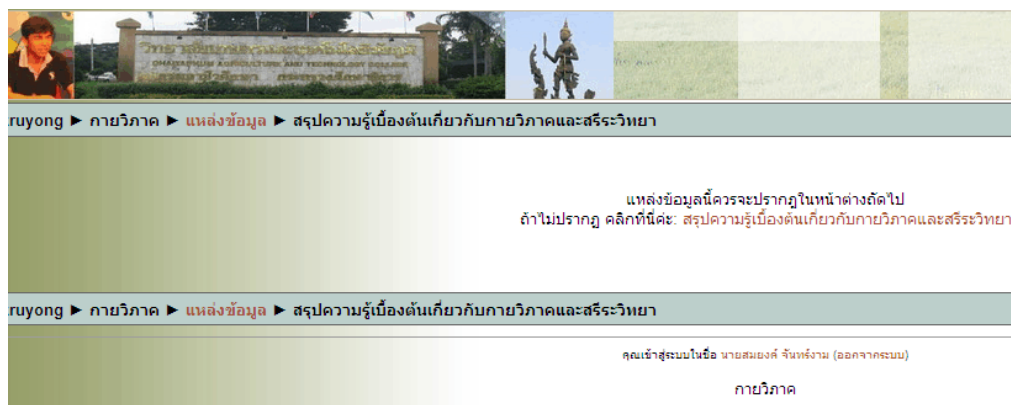 AGRICULTURE AND TECHNOLOGY COLLEGE
ruyong ► กายวิภาค ► แหล่งข้อมูล ► สรุปความรู้เบื้องต้นเกี่ยวกับกายวิภาคและสรีระวิทยา
แหล่งข้อมูลนี้ควรจะปรากฏในหน้าต่างถัดไป
ถ้าไม่ปรากฏ คลิกที่นี่ค่ะ: สรุปความรู้เบื้องต้นเกี่ยวกับกายวิภาคและสรีระวิทยา
ruyong ► กายวิภาค ► แหล่งข้อมูล ► สรุปความรู้เบื้องต้นเกี่ยวกับกายวิภาคและสรีระวิทยา
คุณเข้าสู่ระบบในชื่อ นายสมยงค์ จันทร์งาม (ออกจากระบบ)
กายวิภาค